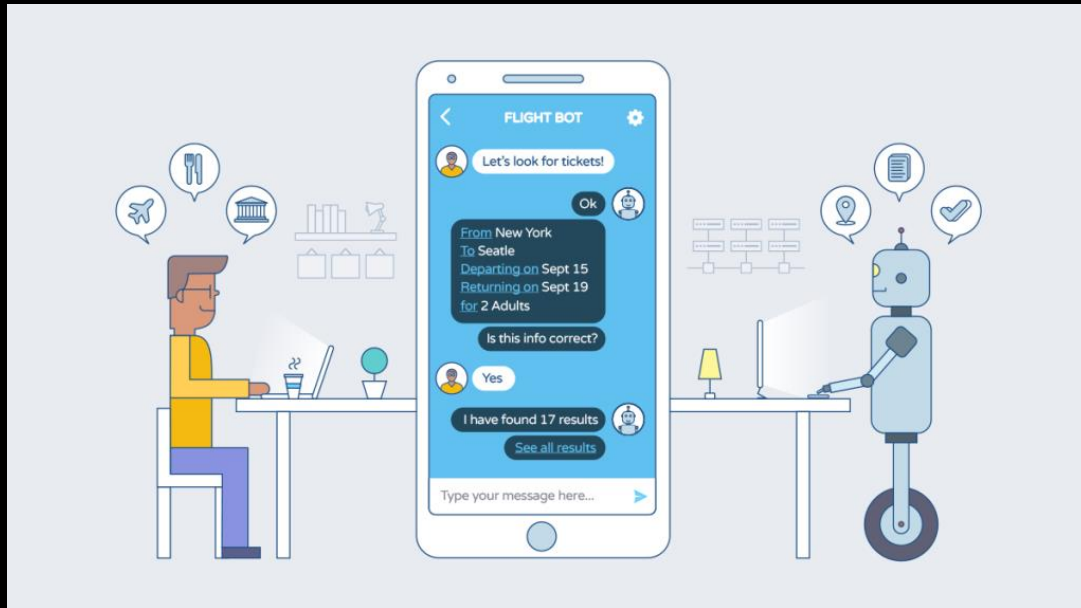 FLIGHT BOT
Let's look for tickets!
Ok
From New York
To Seatle
Departing on Sept 15
Returning on Sept 19
for 2 Adults
Is this info correct?
Yes
I have found 17 results
See all results
Type your message here...